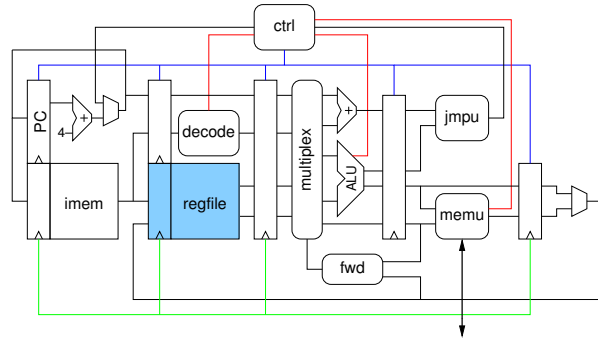 ctrl
PC
4
+
decode
multiplex
+
ALU
jmpu
imem
regfile
memu
fwd